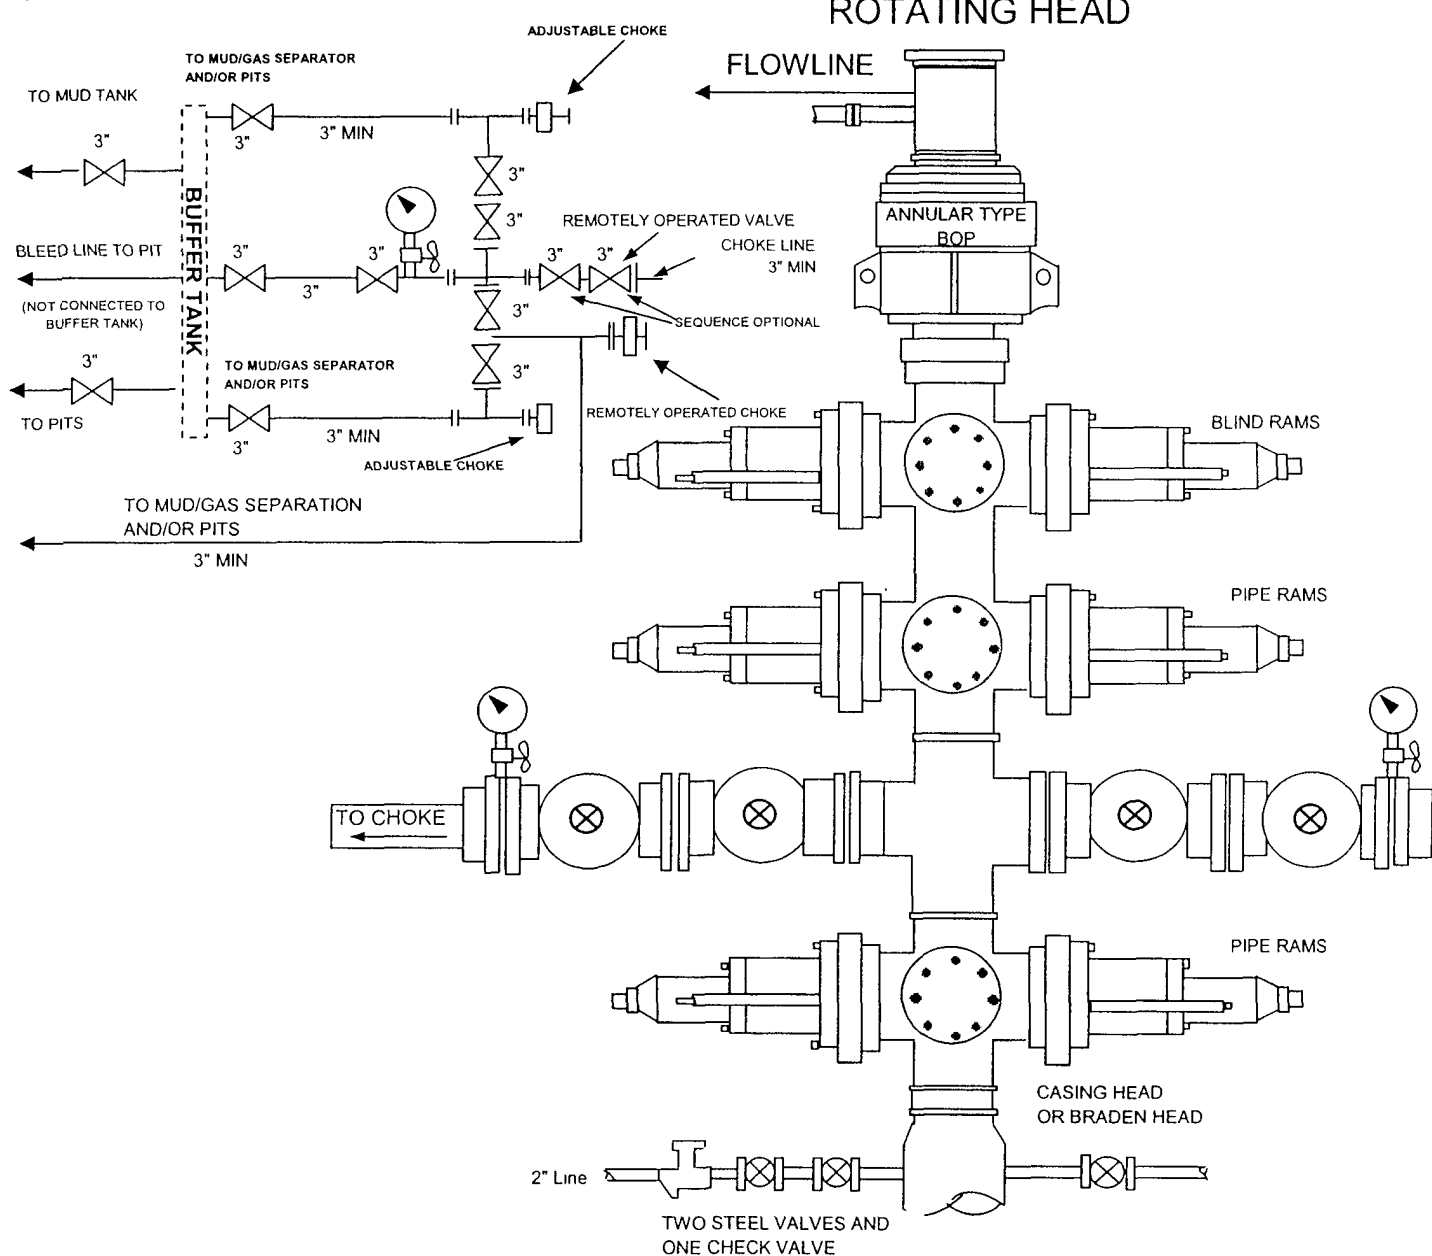 ROTATING HEAD
ADJUSTABLE CHOKE
TO MUD/GAS SEPARATOR
AND/OR PITS
FLOWLINE
TO MUD TANK
3" MIN
3"
3"
3"
BUFFER TANK
3"
ANNULAR TYPE
BOP
REMOTELY OPERATED VALVE
CHOKE LINE
3" MIN
BLEED LINE TO PIT
3"
3"
3"
3"
3"
(NOT CONNECTED TO
BUFFER TANK)
3"
SEQUENCE OPTIONAL
3"
TO MUD/GAS SEPARATOR
AND/OR PITS
3"
TO PITS
3"
3" MIN
REMOTELY OPERATED CHOKE
ADJUSTABLE CHOKE
BLIND RAMS
TO MUD/GAS SEPARATION
AND/OR PITS
3" MIN
PIPE RAMS
TO CHOKE
PIPE RAMS
CASING HEAD
OR BRADEN HEAD
2" Line
TWO STEEL VALVES AND
ONE CHECK VALVE